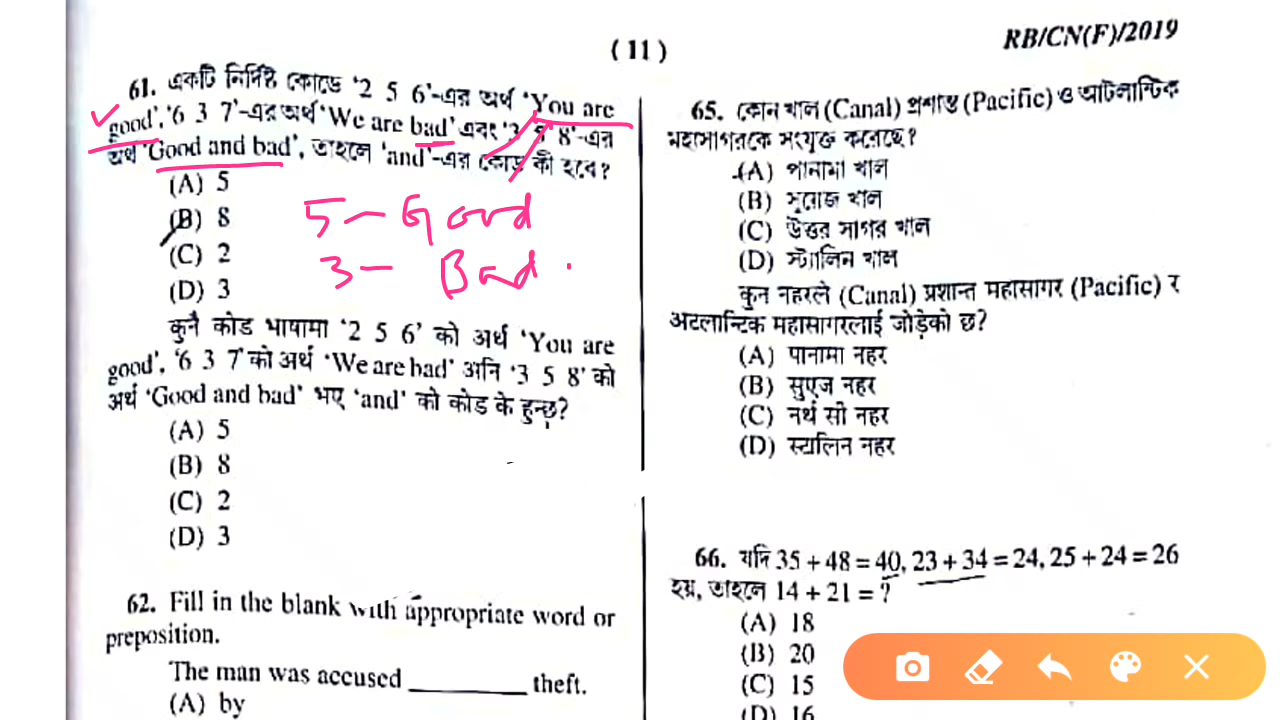 ( 11 )
RB/CN(F)/2019
61. একটি নির্দিষ্ট কোডে '2 5 6'-এর অর্থ 'You are
good', '6 3 7'-এর অর্থ 'We are bad' এবং '3 5 8'-এর
অর্থ 'Good and bad', তাহলে 'and'-এর কোড কী হবে?
(A) 5
(B) 8
(C) 2
(D) 3
5 – Good
3 – Bad
कुनै कोड भाषामा '2 5 6' को अर्थ 'You are
good', '6 3 7' को अर्थ 'We are bad' अनि '3 5 8' को
अर्थ 'Good and bad' भए 'and' को कोड के हुन्छ?
(A) 5
(B) 8
(C) 2
(D) 3
62. Fill in the blank with appropriate word or
preposition.
The man was accused ________ theft.
(A) by
65. কোন খাল (Canal) প্রশান্ত (Pacific) ও আটলান্টিক
মহাসাগরকে সংযুক্ত করেছে?
(A) পানামা খাল
(B) সুয়েজ খাল
(C) উত্তর সাগর খাল
(D) স্ট্যালিন খাল
कुन नहरले (Canal) प्रशान्त महासागर (Pacific) र
अटलान्टिक महासागरलाई जोड़ेको छ?
(A) पानामा नहर
(B) सुएज नहर
(C) नर्थ सी नहर
(D) स्टालिन नहर
66. যদি 35 + 48 = 40, 23 + 34 = 24, 25 + 24 = 26
হয়, তাহলে 14 + 21 = ?
(A) 18
(B) 20
(C) 15
(D) 16